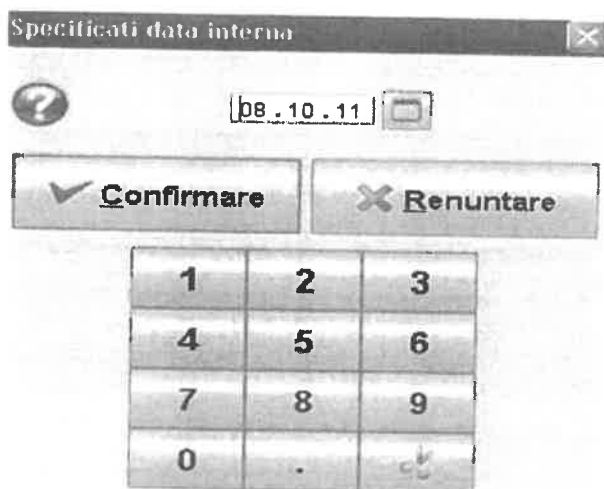 Specificati data interna
08.10.11
Confirmare Renuntare
1 2 3
4 5 6
7 8 9
0 .